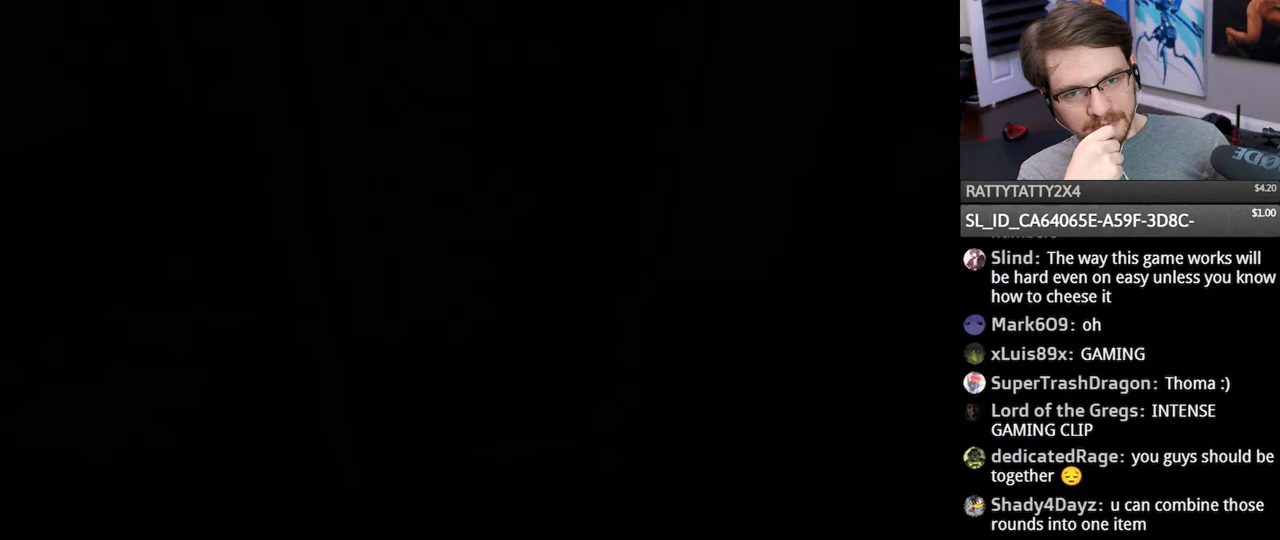 RØDE
RATTYTATTY2X4 $4.20
SL_ID_CA64065E-A59F-3D8C- $1.00
Slind: The way this game works will
be hard even on easy unless you know
how to cheese it
Mark6O9: oh
xLuis89x: GAMING
SuperTrashDragon: Thoma :)
Lord of the Gregs: INTENSE
GAMING CLIP
dedicatedRage: you guys should be
together 😔
Shady4Dayz: u can combine those
rounds into one item